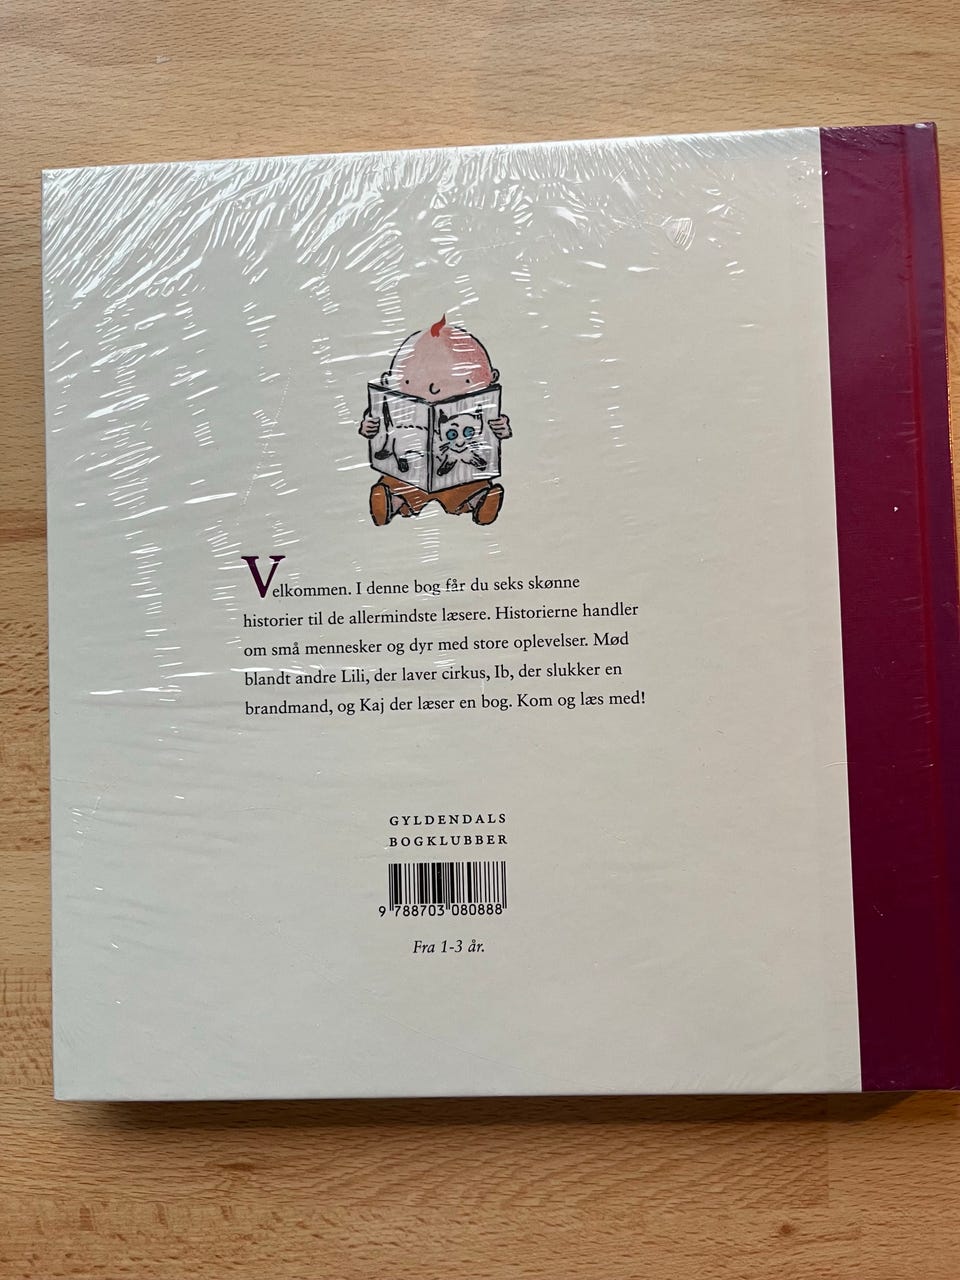 Velkommen. I denne bog får du seks skønne
historier til de allermindste læsere. Historierne handler
om små mennesker og dyr med store oplevelser. Mød
blandt andre Lili, der laver cirkus, Ib, der slukker en
brandmand, og Kaj der læser en bog. Kom og læs med!
GYLDENDALS
BOGKLUBBER
9 788703 080888
Fra 1-3 år.